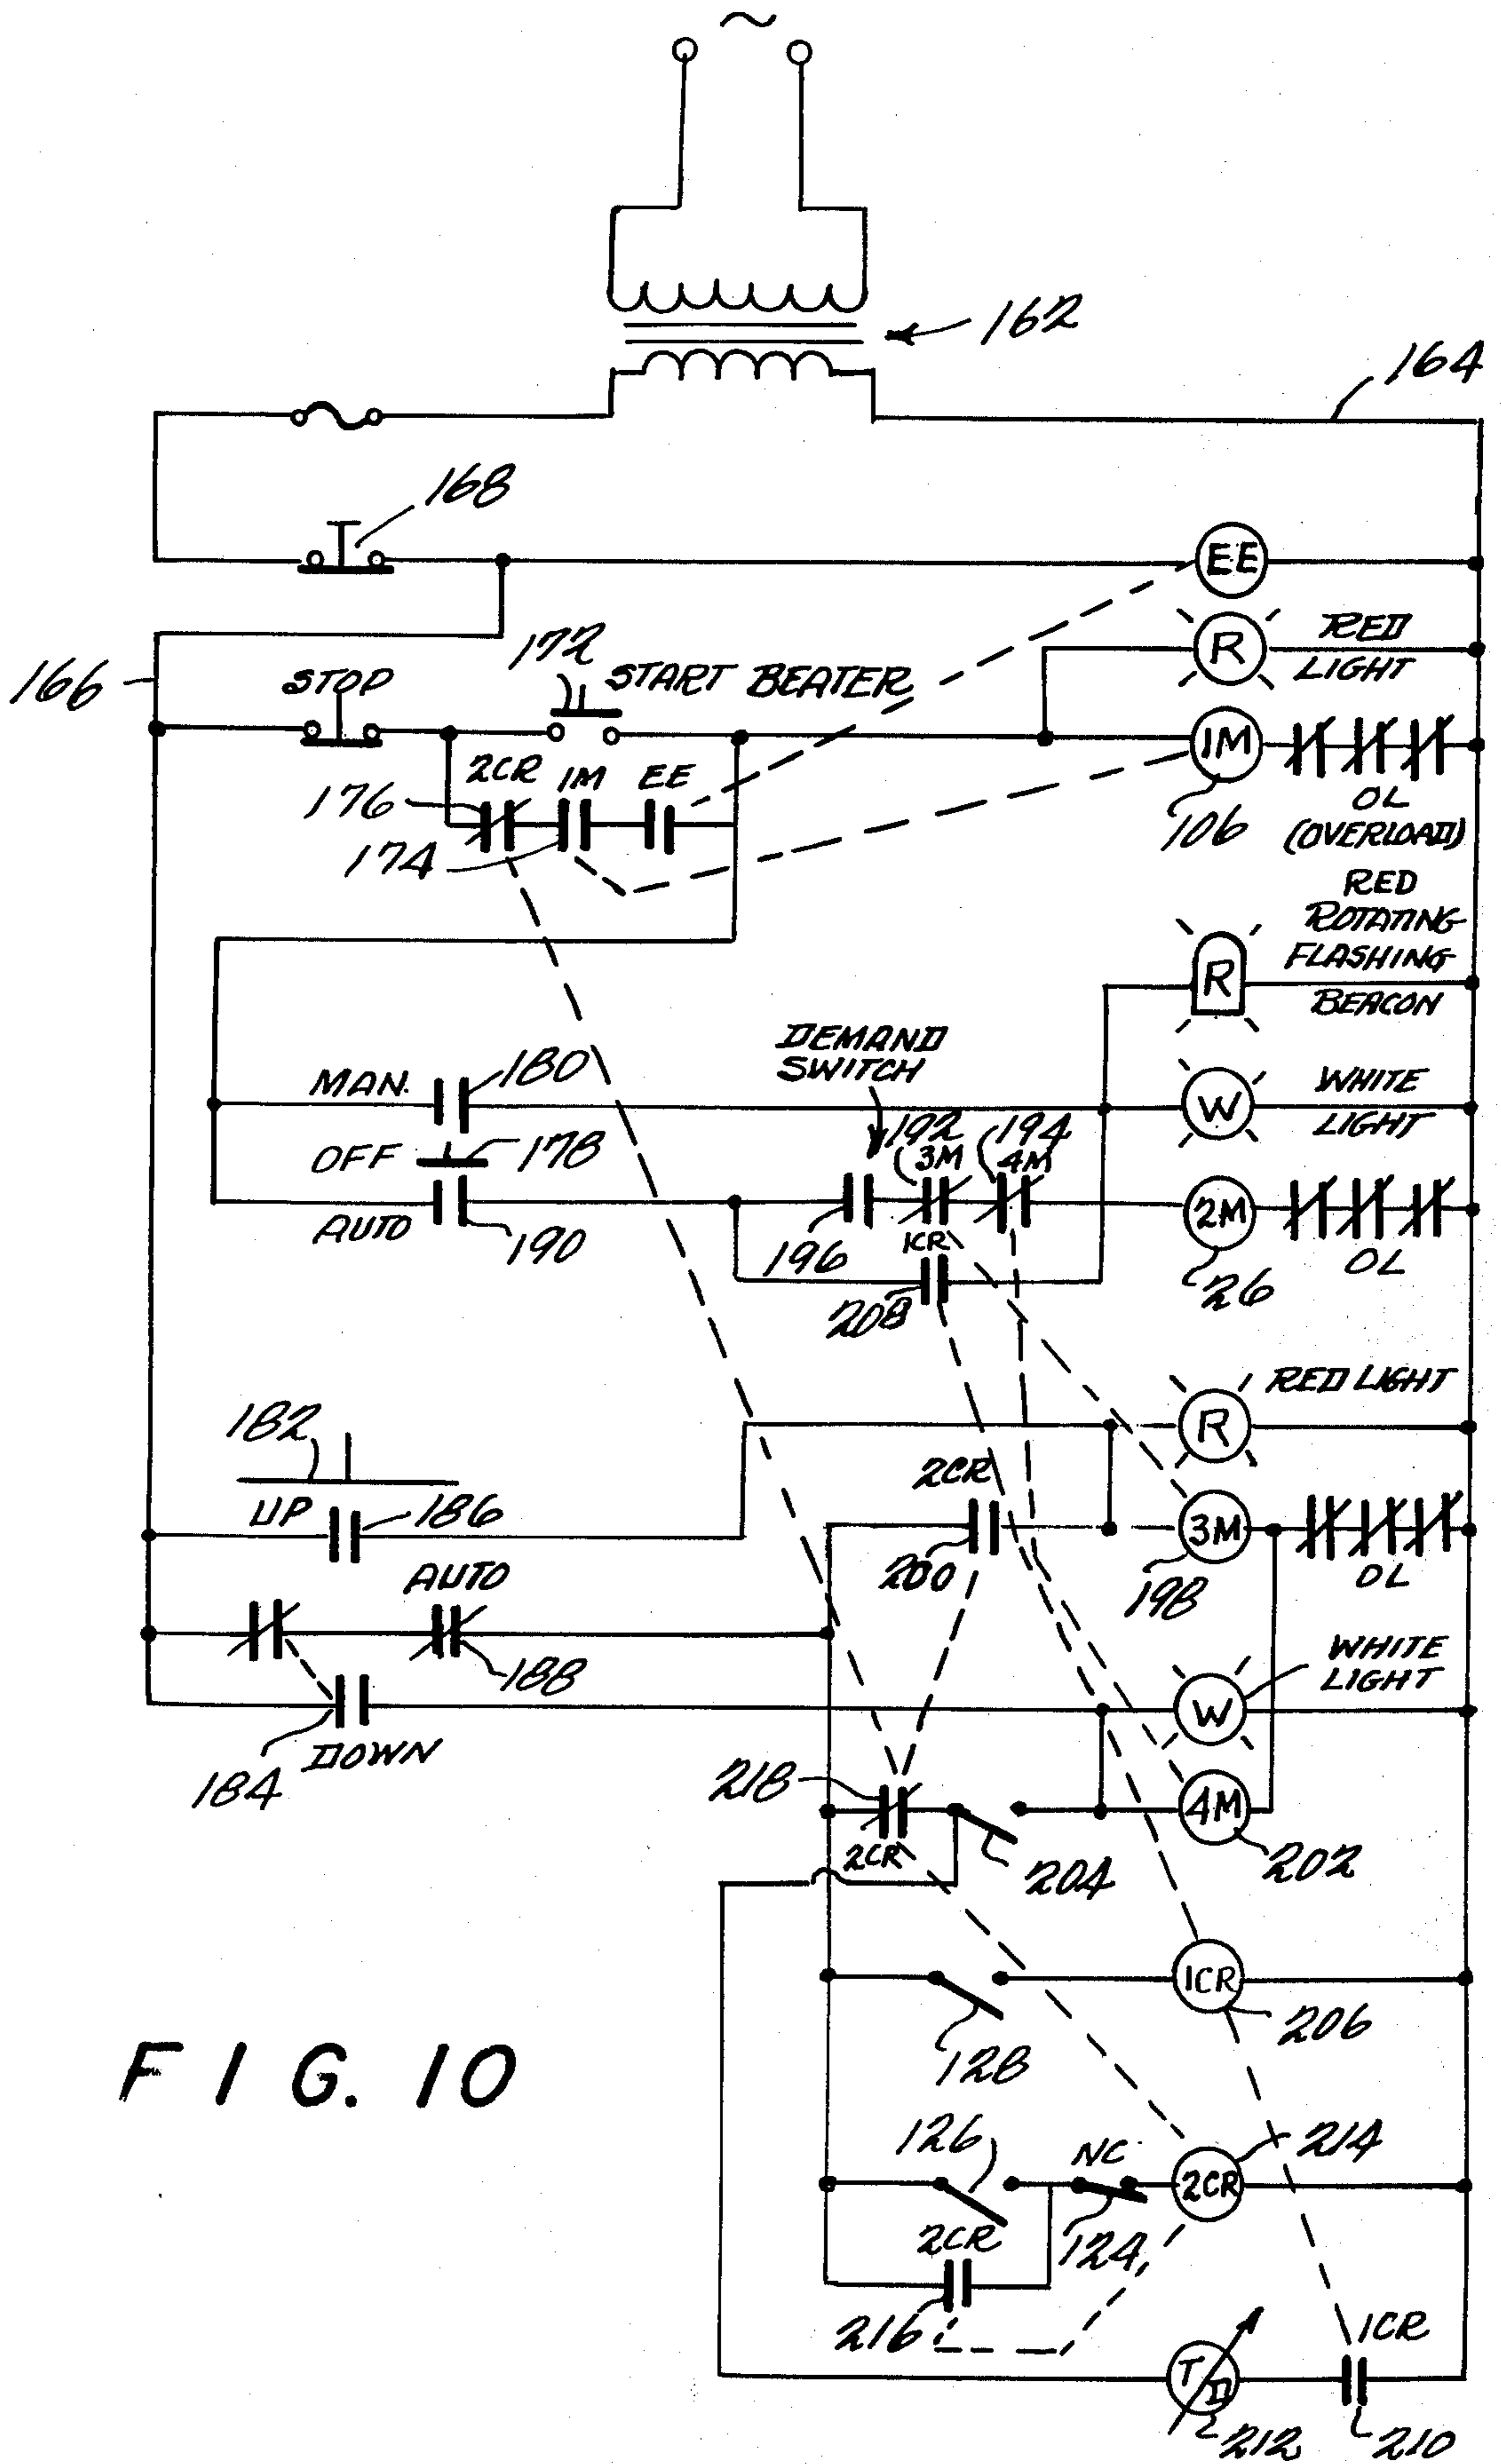 ~
162
164
168
EE
172
R
RED
LIGHT
166
STOP
START BEATER
1M
2CR
1M
EE
176
174
106
OL
(OVERLOAD)
RED
ROTATING
FLASHING
BEACON
R
DEMAND
SWITCH
MAN.
180
W
WHITE
LIGHT
OFF
178
192
194
3M
4M
2M
AUTO
190
196
1CR
208
26
OL
RED LIGHT
R
182
2CR
UP
186
3M
200
198
OL
AUTO
188
WHITE
LIGHT
W
184
DOWN
218
4M
2CR
204
202
1CR
206
128
FIG. 10
126
NC
214
2CR
2CR
124
216
1CR
T/D
212
210